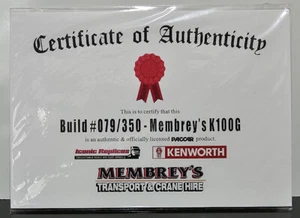 Certificate of Authenticity
This is to certify that this
Build #079/350 - Membrey's K100G
is an authentic & officially licensed PACCAR product.
Iconic Replicas
KENWORTH
MEMBREY'S
TRANSPORT & CRANE HIRE